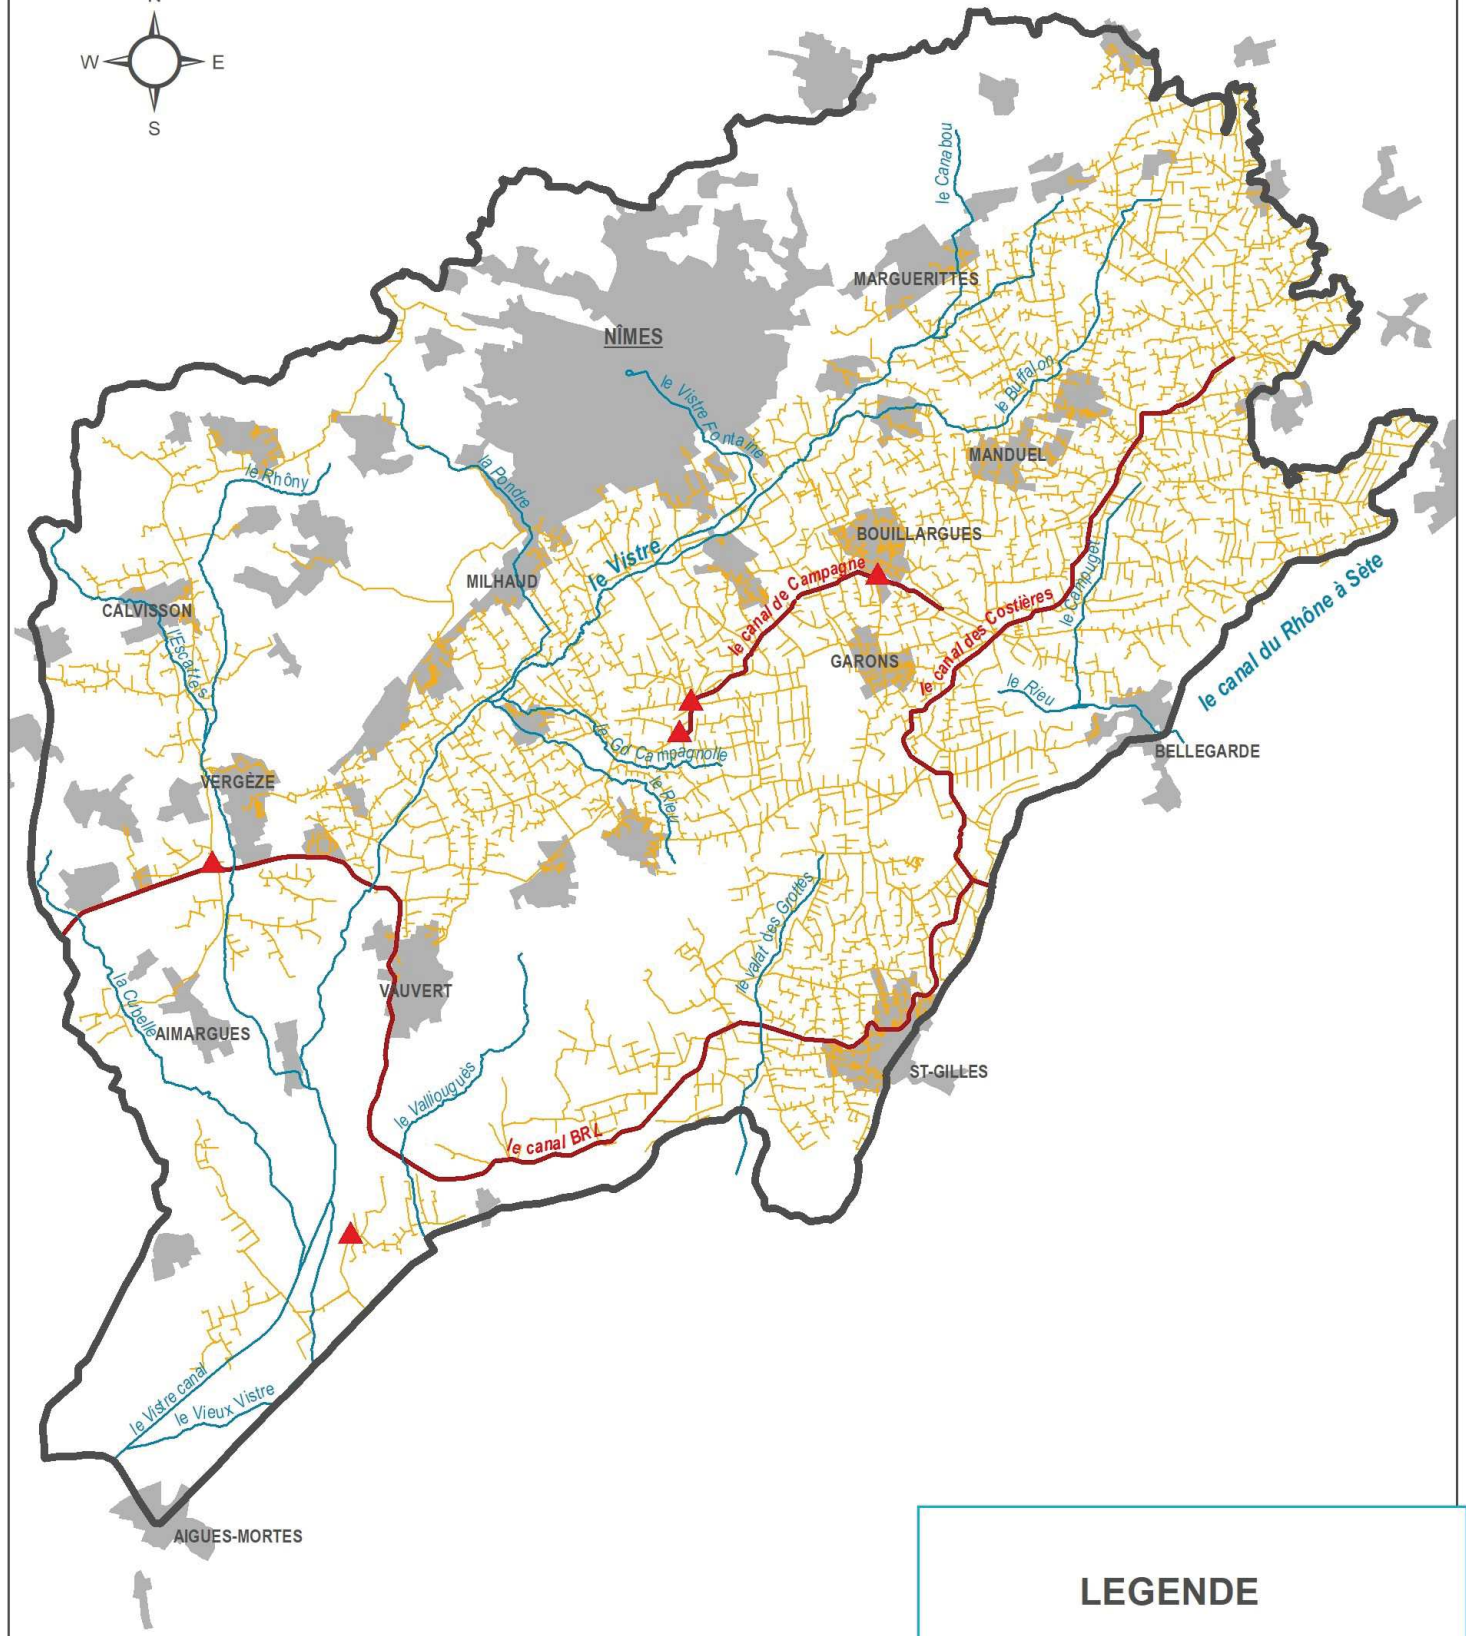 N
W E
S
le Canabou
MARGUERITTES
NÎMES
le Vistre Fontaine
le Buffalon
MANDUEL
le Rhôny
la Pondre
BOUILLARGUES
le Vistre
MILHAUD
le canal de Campagne
le canal des Costières
le Campuget
le canal du Rhône à Sète
CALVISSON
l'Escattes
GARONS
le Rieu
BELLEGARDE
le Gd Campagnolle
le Rieu
VERGÈZE
le valat des Grottes
VAUVERT
la Cubelle
AIMARGUES
ST-GILLES
le Valliouguès
le canal BRL
le Vistre canal
le Vieux Vistre
AIGUES-MORTES
LEGENDE